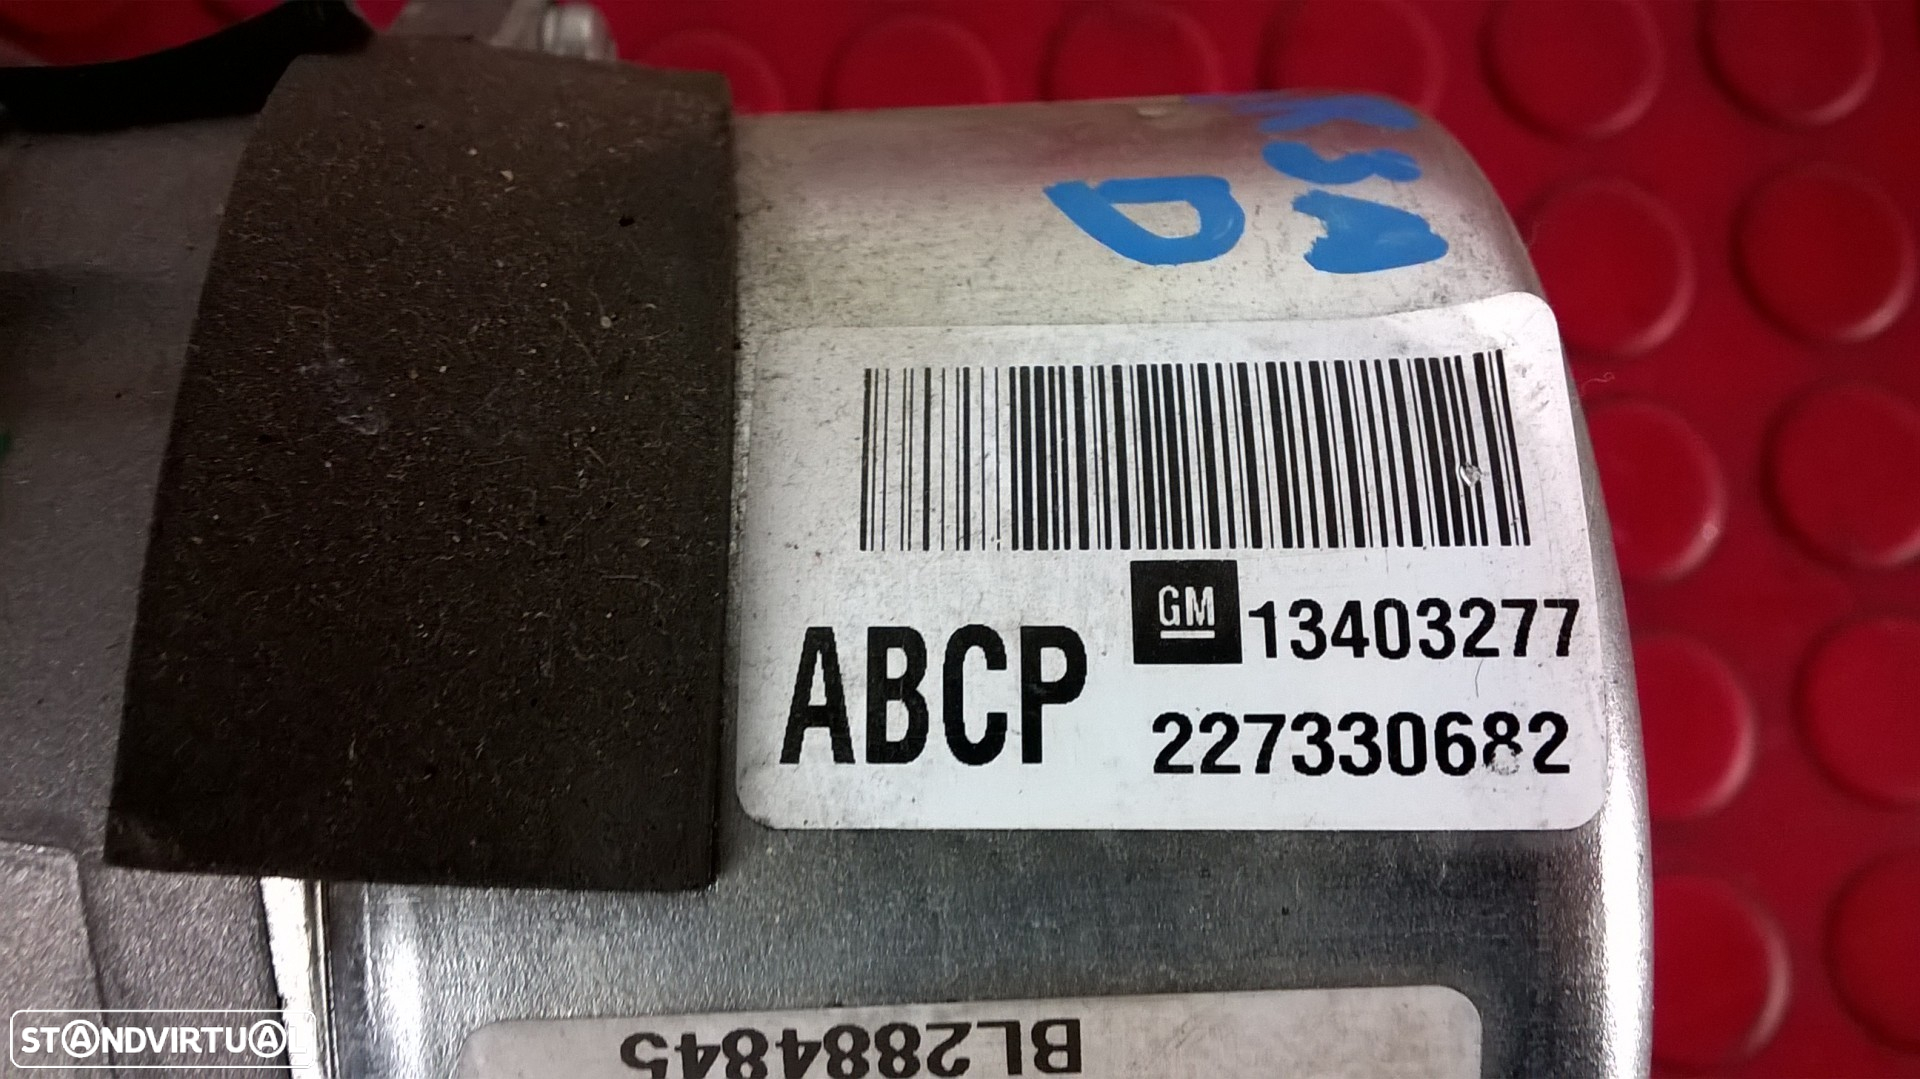 GM 13403277
ABCP
227330682
BL2884845
STANDVIRTUAL